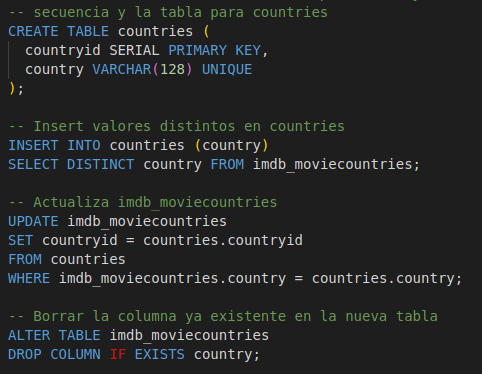 -- secuencia y la tabla para countries
CREATE TABLE countries (
  countryid SERIAL PRIMARY KEY,
  country VARCHAR(128) UNIQUE
);
-- Insert valores distintos en countries
INSERT INTO countries (country)
SELECT DISTINCT country FROM imdb_moviecountries;
-- Actualiza imdb_moviecountries
UPDATE imdb_moviecountries
SET countryid = countries.countryid
FROM countries
WHERE imdb_moviecountries.country = countries.country;
-- Borrar la columna ya existente en la nueva tabla
ALTER TABLE imdb_moviecountries
DROP COLUMN IF EXISTS country;